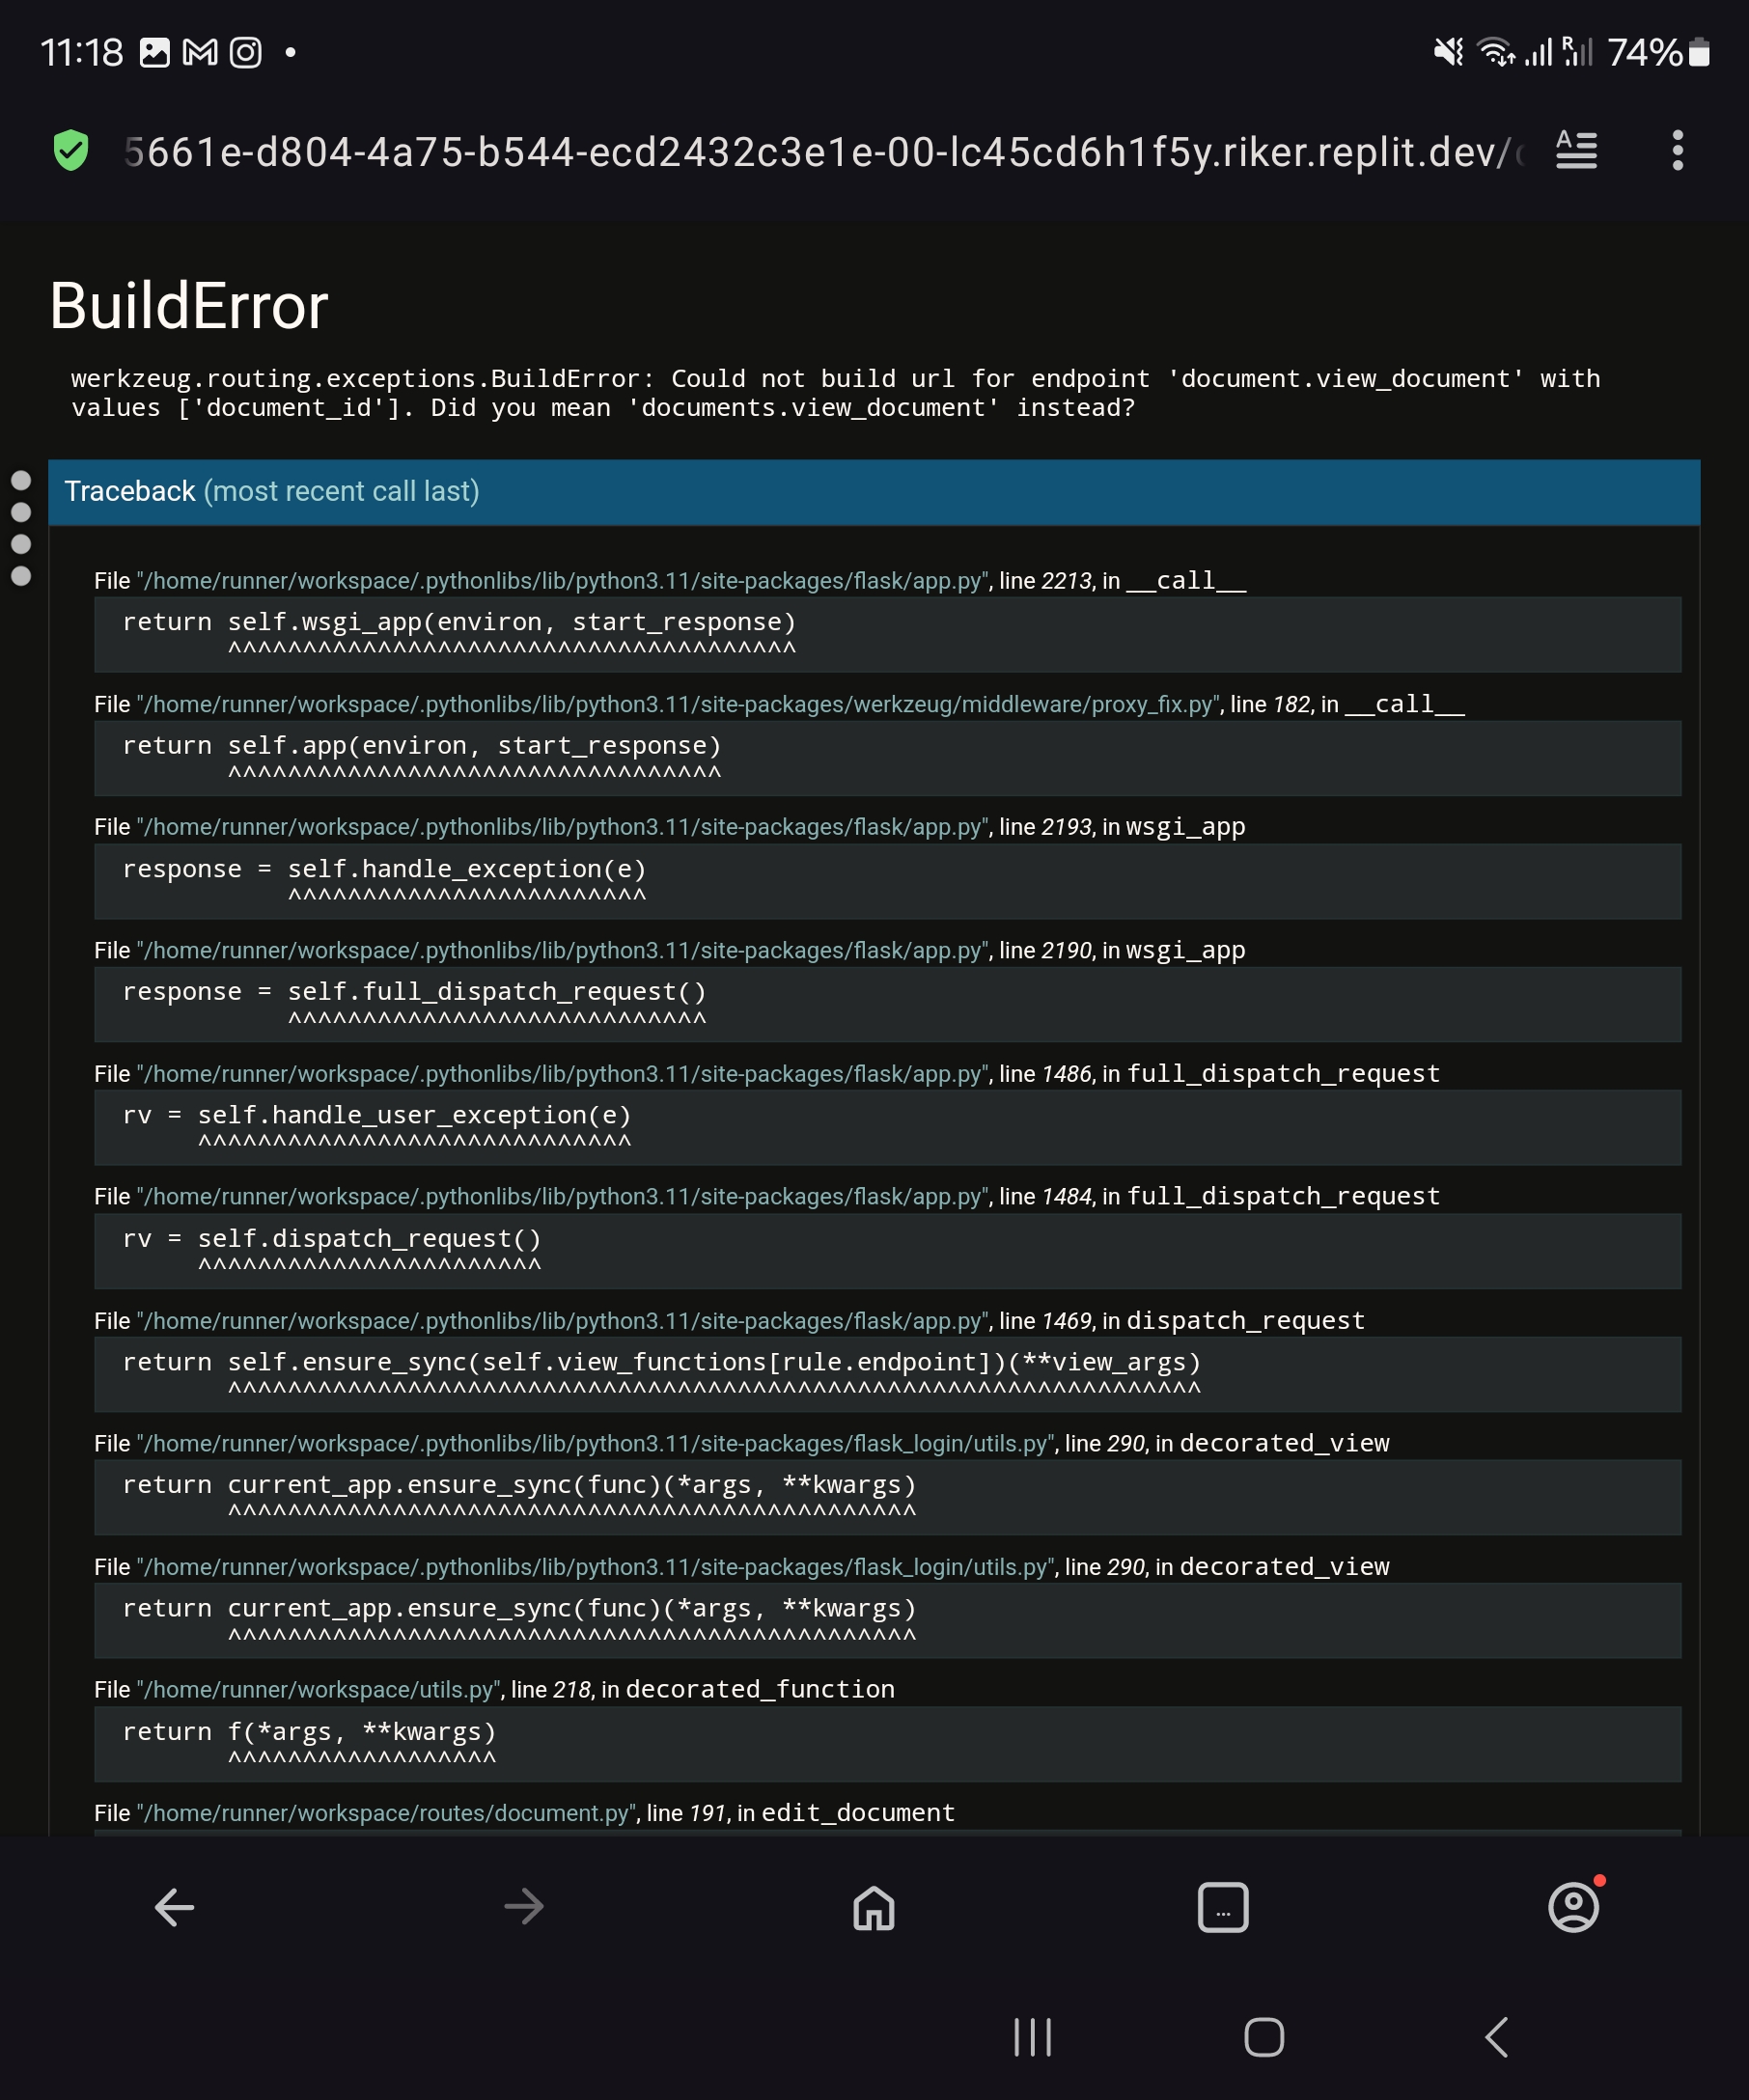 11:18
74%
5661e-d804-4a75-b544-ecd2432c3e1e-00-lc45cd6h1f5y.riker.replit.dev/
BuildError
werkzeug.routing.exceptions.BuildError: Could not build url for endpoint 'document.view_document' with
values ['document_id']. Did you mean 'documents.view_document' instead?
Traceback (most recent call last)
File "/home/runner/workspace/.pythonlibs/lib/python3.11/site-packages/flask/app.py", line 2213, in __call__
return self.wsgi_app(environ, start_response)
^^^^^^^^^^^^^^^^^^^^^^^^^^^^^^^^^^^^^^
File "/home/runner/workspace/.pythonlibs/lib/python3.11/site-packages/werkzeug/middleware/proxy_fix.py", line 182, in __call__
return self.app(environ, start_response)
^^^^^^^^^^^^^^^^^^^^^^^^^^^^^^^^^
File "/home/runner/workspace/.pythonlibs/lib/python3.11/site-packages/flask/app.py", line 2193, in wsgi_app
response = self.handle_exception(e)
^^^^^^^^^^^^^^^^^^^^^^^^
File "/home/runner/workspace/.pythonlibs/lib/python3.11/site-packages/flask/app.py", line 2190, in wsgi_app
response = self.full_dispatch_request()
^^^^^^^^^^^^^^^^^^^^^^^^^^^^
File "/home/runner/workspace/.pythonlibs/lib/python3.11/site-packages/flask/app.py", line 1486, in full_dispatch_request
rv = self.handle_user_exception(e)
^^^^^^^^^^^^^^^^^^^^^^^^^^^^^
File "/home/runner/workspace/.pythonlibs/lib/python3.11/site-packages/flask/app.py", line 1484, in full_dispatch_request
rv = self.dispatch_request()
^^^^^^^^^^^^^^^^^^^^^^^
File "/home/runner/workspace/.pythonlibs/lib/python3.11/site-packages/flask/app.py", line 1469, in dispatch_request
return self.ensure_sync(self.view_functions[rule.endpoint])(**view_args)
^^^^^^^^^^^^^^^^^^^^^^^^^^^^^^^^^^^^^^^^^^^^^^^^^^^^^^^^^^^^^^^^^
File "/home/runner/workspace/.pythonlibs/lib/python3.11/site-packages/flask_login/utils.py", line 290, in decorated_view
return current_app.ensure_sync(func)(*args, **kwargs)
^^^^^^^^^^^^^^^^^^^^^^^^^^^^^^^^^^^^^^^^^^^^^^
File "/home/runner/workspace/.pythonlibs/lib/python3.11/site-packages/flask_login/utils.py", line 290, in decorated_view
return current_app.ensure_sync(func)(*args, **kwargs)
^^^^^^^^^^^^^^^^^^^^^^^^^^^^^^^^^^^^^^^^^^^^^^
File "/home/runner/workspace/utils.py", line 218, in decorated_function
return f(*args, **kwargs)
^^^^^^^^^^^^^^^^^^
File "/home/runner/workspace/routes/document.py", line 191, in edit_document